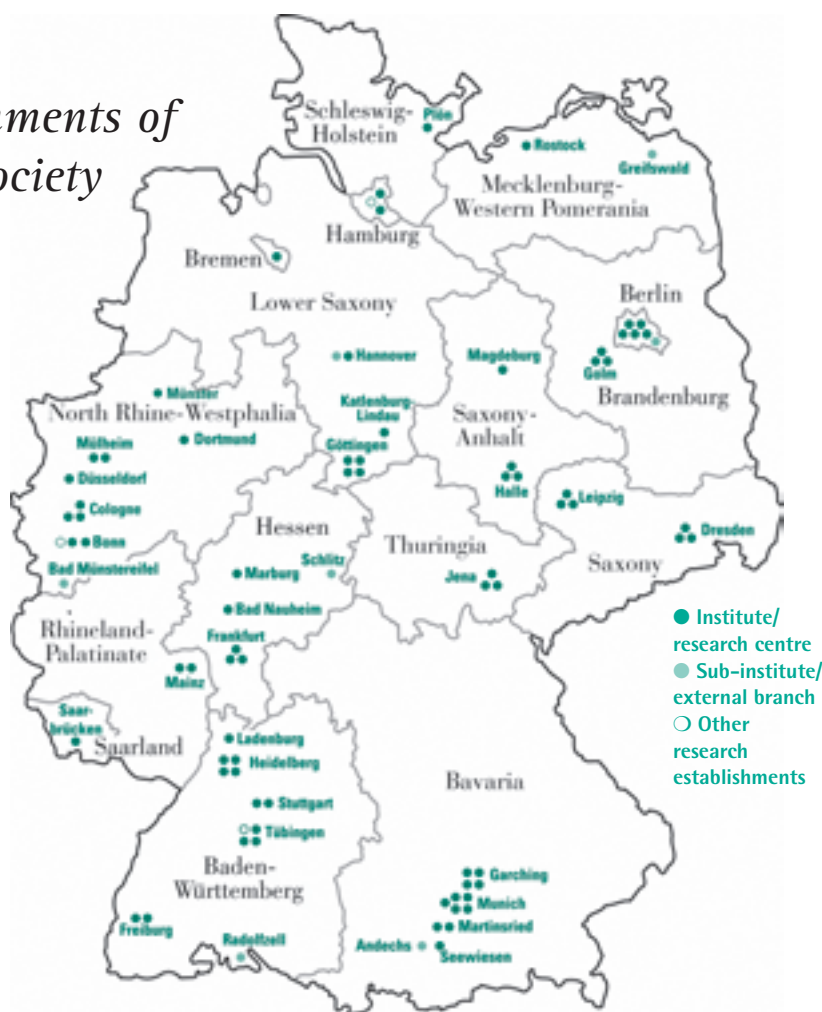 nments of
ociety
Schleswig-
Holstein
Plön
Rostock
Greifswald
Mecklenburg-
Western Pomerania
Hamburg
Bremen
Lower Saxony
Berlin
Hannover
Magdeburg
Golm
Brandenburg
Münster
North Rhine-Westphalia
Katlenburg-
Lindau
Saxony-
Anhalt
Dortmund
Mülheim
Göttingen
Düsseldorf
Halle
Leipzig
Cologne
Hessen
Dresden
Bonn
Thuringia
Saxony
Schlitz
Bad Münstereifel
Marburg
Jena
Bad Nauheim
Rhineland-
Palatinate
Frankfurt
Mainz
Saar-
brücken
Saarland
Ladenburg
Heidelberg
Bavaria
Stuttgart
Tübingen
Baden-
Württemberg
Garching
Munich
Freiburg
Martinsried
Radolfzell
Andechs
Seewiesen
Institute/
research centre
Sub-institute/
external branch
Other
research
establishments